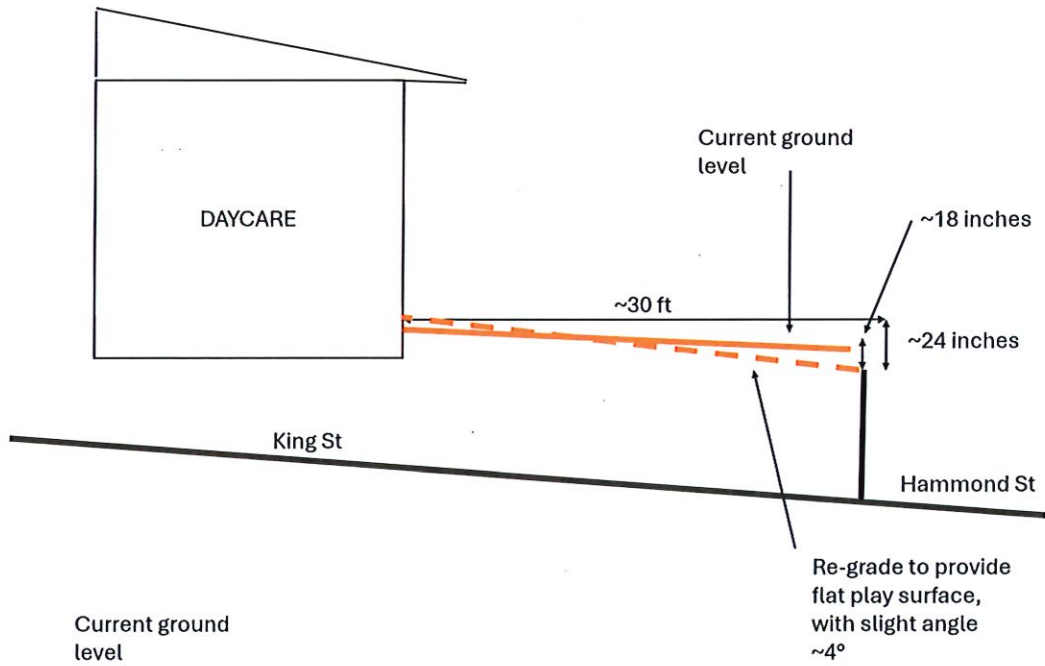 Current ground
level
DAYCARE
~18 inches
~30 ft
~24 inches
King St
Hammond St
Re-grade to provide
flat play surface,
with slight angle
~4°
Current ground
level